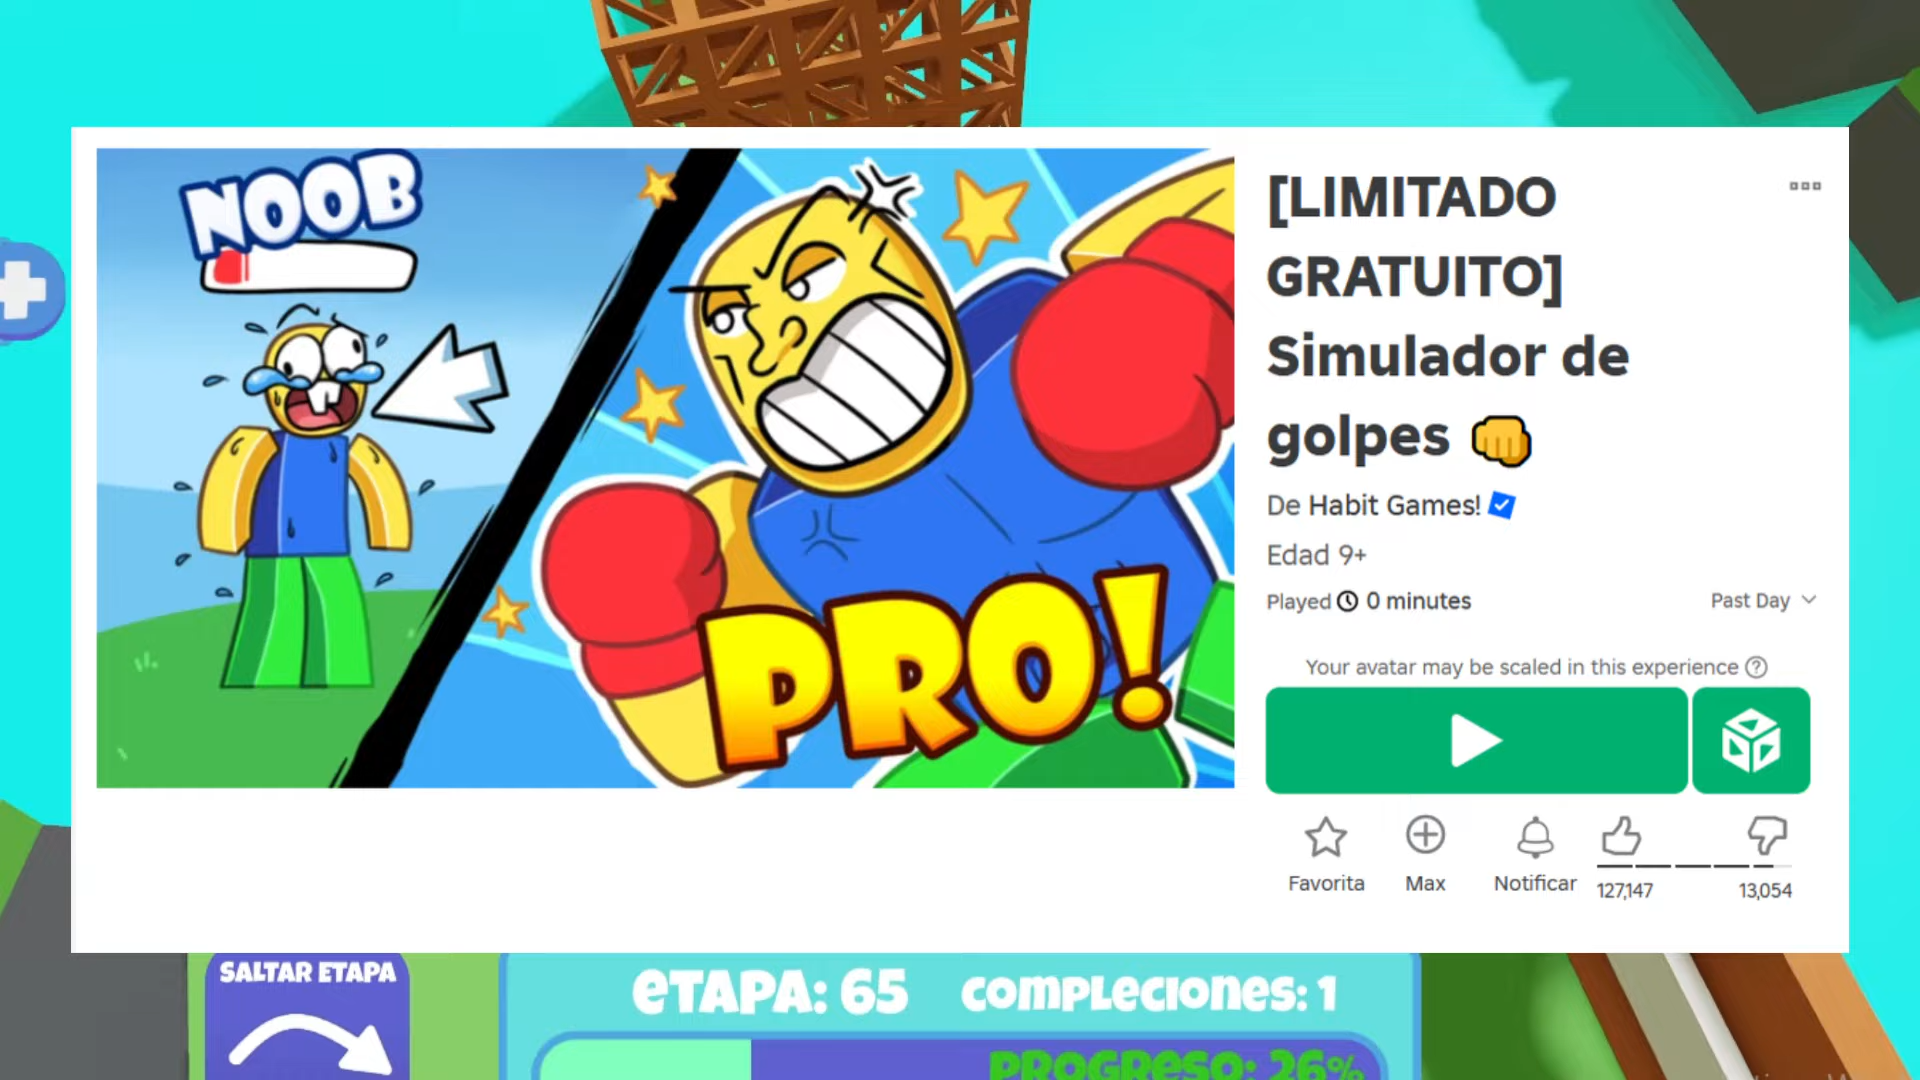 NOOB
PRO!
[LIMITADO
GRATUITO]
Simulador de
golpes
De Habit Games!
Edad 9+
Played 0 minutes
Past Day
Your avatar may be scaled in this experience
Favorita
Max
Notificar
127,147
13,054
SALTAR ETAPA
eTAPA: 65
compLecIones: 1
PROGReso: 26%